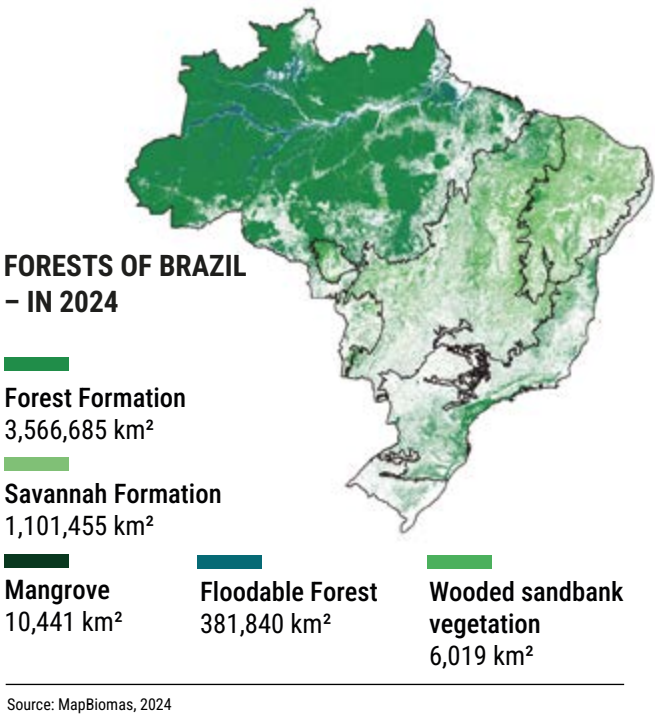 FORESTS OF BRAZIL
– IN 2024
Forest Formation
3,566,685 km²
Savannah Formation
1,101,455 km²
Mangrove
10,441 km²
Floodable Forest
381,840 km²
Wooded sandbank
vegetation
6,019 km²
Source: MapBiomas, 2024